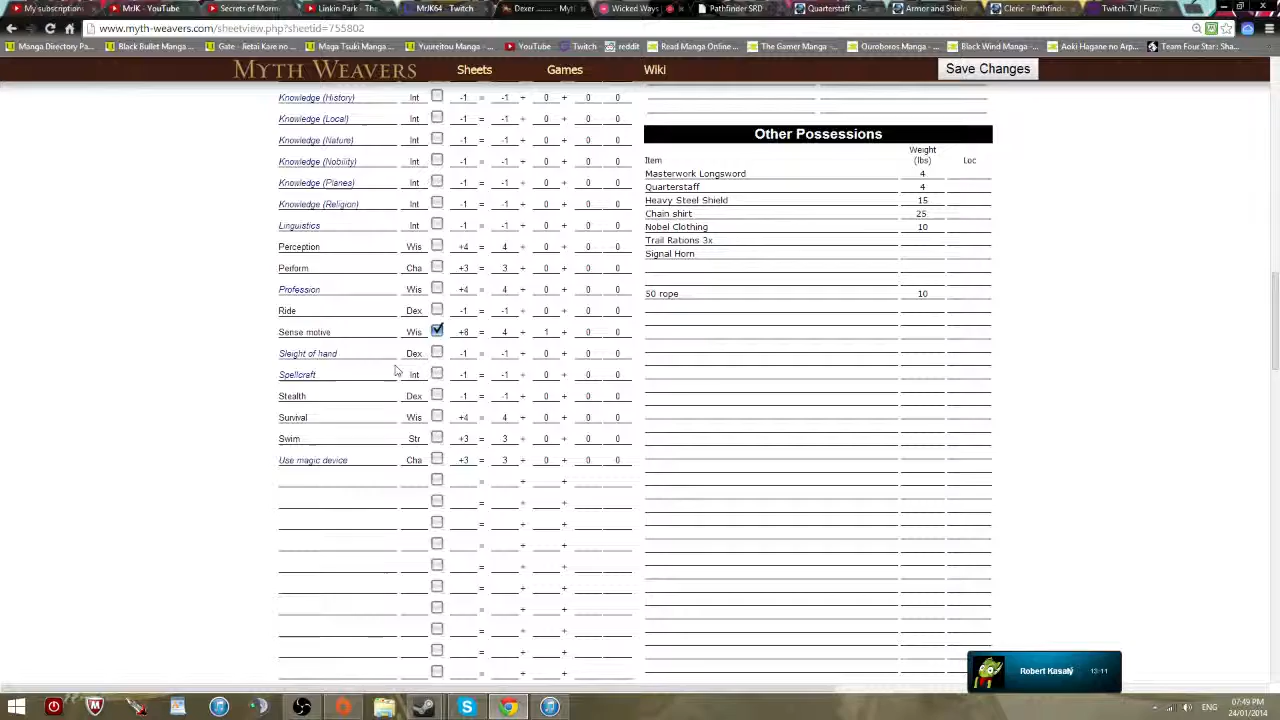 My subscription
MrJK - YouTube
Secrets of Morm
Linkin Park - The
MrJK64 - Twitch
Dexer ... - Myt
Wicked Ways
Pathfinder SRD
Quarterstaff - P
Armor and Shield
Cleric - Pathfin
Twitch.TV | Fuzzy
www.myth-weavers.com/sheetview.php?sheetid=755802
Manga Directory Pa...
Black Bullet Manga -...
Gate - Jietai Kare no...
Maga Tsuki Manga -...
Yuureitou Manga -...
YouTube
Twitch
reddit
Read Manga Online...
The Gamer Manga -...
Ouroboros Manga -...
Black Wind Manga -...
Aoki Hagane no Arp...
Team Four Star: Sha...
MYTH WEAVERS
Sheets
Games
Wiki
Save Changes
Knowledge (History) Int -1 = -1 + 0 + 0 0
Knowledge (Local) Int -1 = -1 + 0 + 0 0
Knowledge (Nature) Int -1 = -1 + 0 + 0 0
Knowledge (Nobility) Int -1 = -1 + 0 + 0 0
Knowledge (Planes) Int -1 = -1 + 0 + 0 0
Knowledge (Religion) Int -1 = -1 + 0 + 0 0
Linguistics Int -1 = -1 + 0 + 0 0
Perception Wis +4 = 4 + 0 + 0 0
Perform Cha +3 = 3 + 0 + 0 0
Profession Wis +4 = 4 + 0 + 0 0
Ride Dex -1 = -1 + 0 + 0 0
Sense motive Wis +8 = 4 + 1 + 0 0
Sleight of hand Dex -1 = -1 + 0 + 0 0
Spellcraft Int -1 = -1 + 0 + 0 0
Stealth Dex -1 = -1 + 0 + 0 0
Survival Wis +4 = 4 + 0 + 0 0
Swim Str +3 = 3 + 0 + 0 0
Use magic device Cha +3 = 3 + 0 + 0 0
= + +
= + +
= + +
= + +
= + +
= + +
= + +
= + +
= + +
= + +
Other Possessions
Weight
Item (lbs) Loc
Masterwork Longsword 4
Quarterstaff 4
Heavy Steel Shield 15
Chain shirt 25
Nobel Clothing 10
Trail Rations 3x
Signal Horn
50 rope 10
Robert Kasalý 13:11
07:49 PM
ENG
24/01/2014